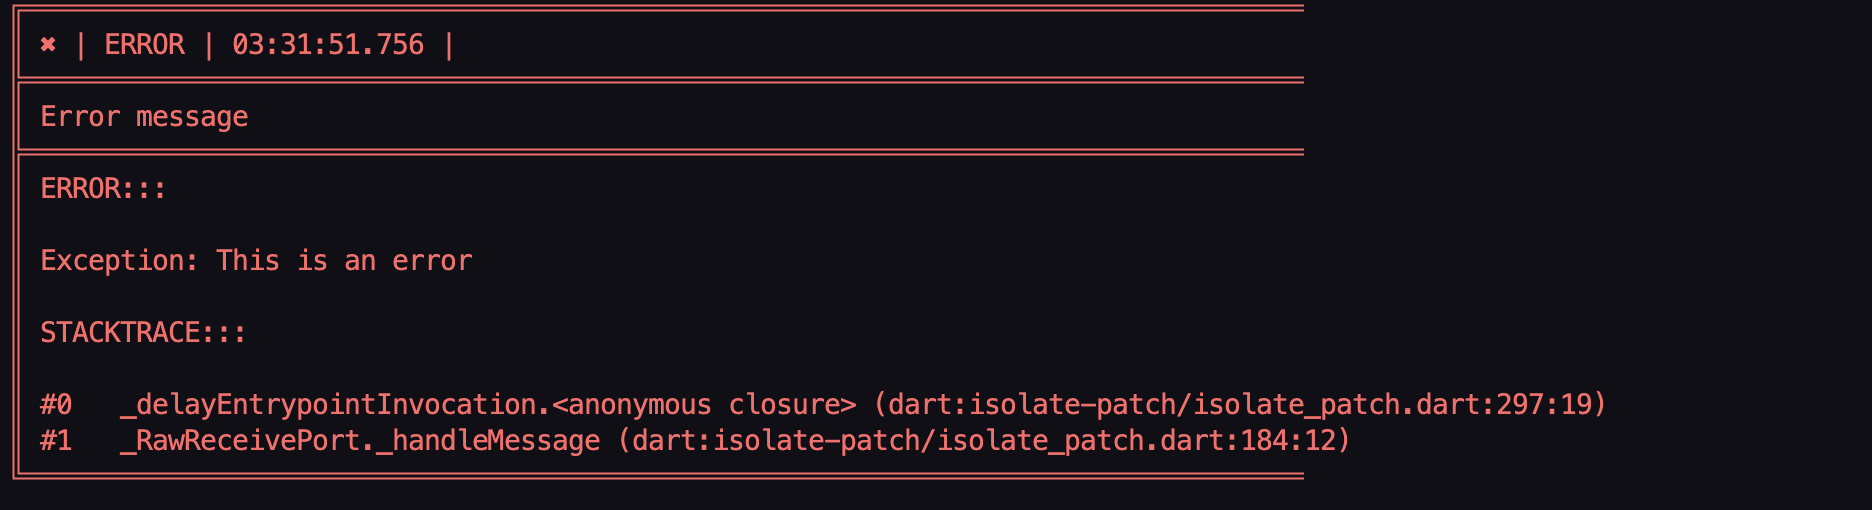 ✖ | ERROR | 03:31:51.756 |
Error message
ERROR:::
Exception: This is an error
STACKTRACE:::
#0   _delayEntrypointInvocation.<anonymous closure> (dart:isolate-patch/isolate_patch.dart:297:19)
#1   _RawReceivePort._handleMessage (dart:isolate-patch/isolate_patch.dart:184:12)